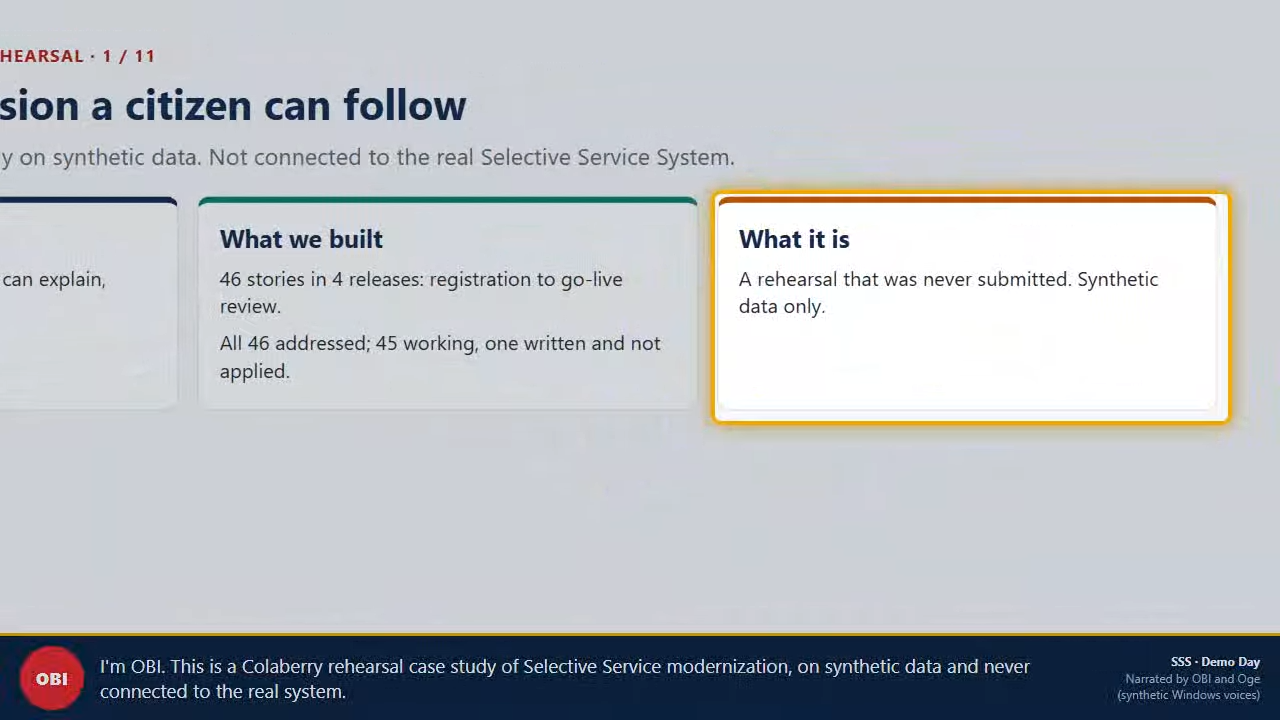 HEARSAL · 1 / 11
sion a citizen can follow
y on synthetic data. Not connected to the real Selective Service System.
can explain,
What we built
46 stories in 4 releases: registration to go-live
review.
All 46 addressed; 45 working, one written and not
applied.
What it is
A rehearsal that was never submitted. Synthetic
data only.
OBI
I'm OBI. This is a Colaberry rehearsal case study of Selective Service modernization, on synthetic data and never
connected to the real system.
SSS · Demo Day
Narrated by OBI and Oge
(synthetic Windows voices)